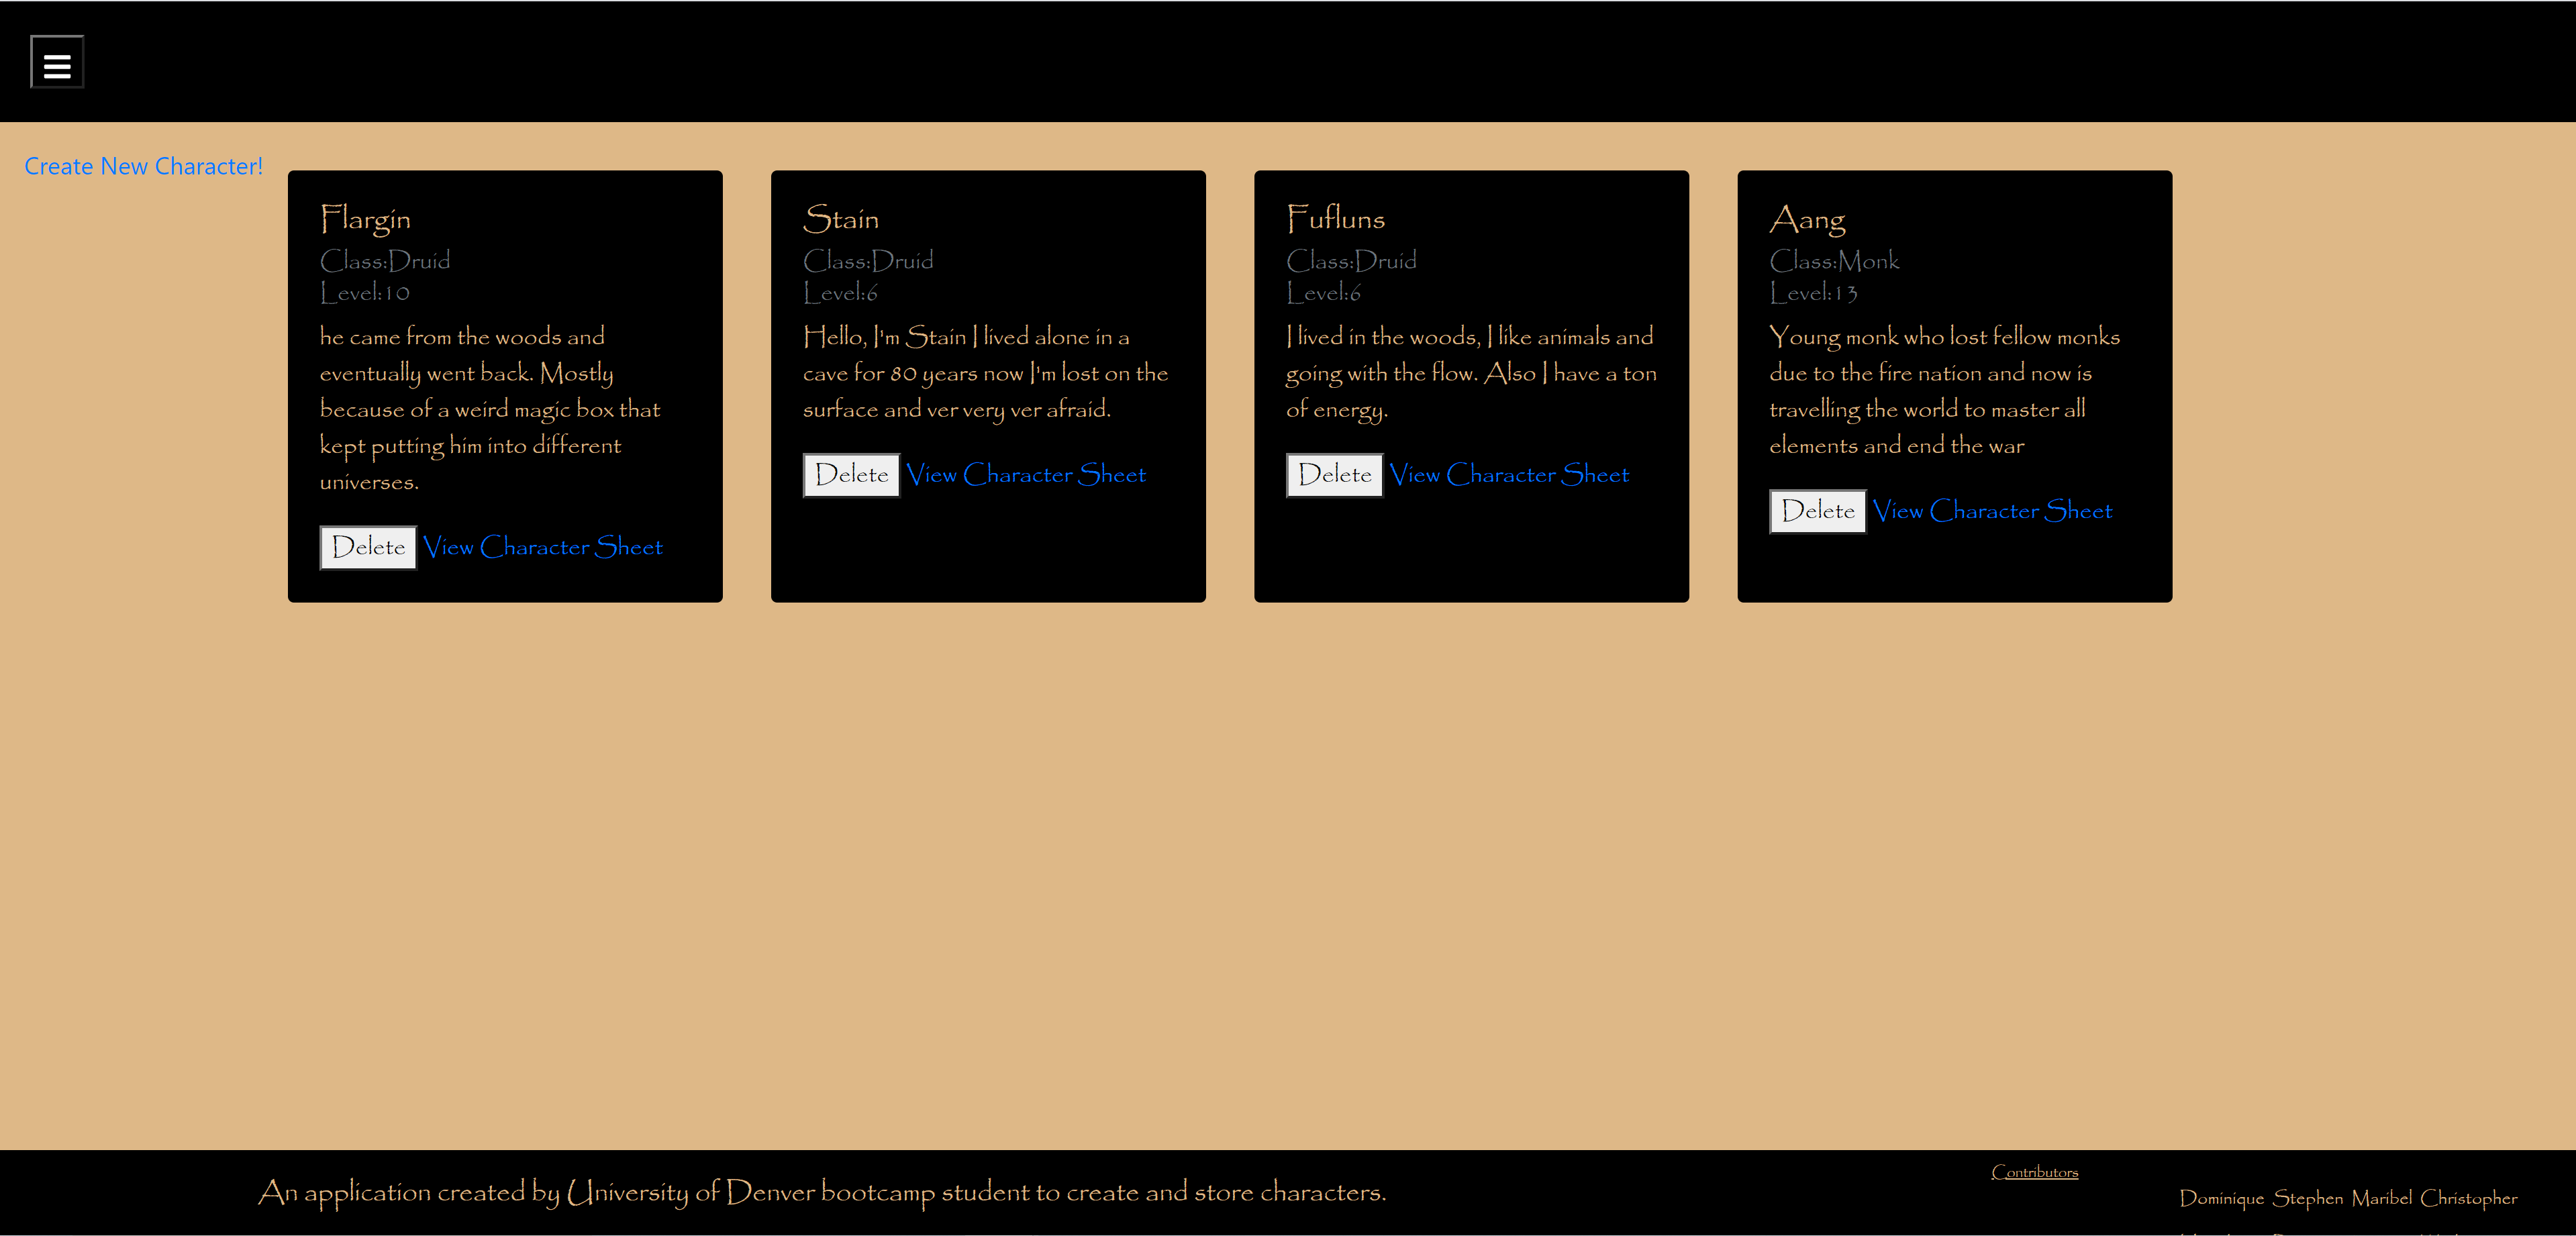 Create New Character!
Flargin
Class:Druid
Level:10
he came from the woods and
eventually went back. Mostly
because of a weird magic box that
kept putting him into different
universes.
Delete View Character Sheet
Stain
Class:Druid
Level:6
Hello, I'm Stain I lived alone in a
cave for 80 years now I'm lost on the
surface and ver very ver afraid.
Delete View Character Sheet
Fufluns
Class:Druid
Level:6
I lived in the woods, I like animals and
going with the flow. Also I have a ton
of energy.
Delete View Character Sheet
Aang
Class:Monk
Level:13
Young monk who lost fellow monks
due to the fire nation and now is
travelling the world to master all
elements and end the war
Delete View Character Sheet
An application created by University of Denver bootcamp student to create and store characters.
Contributors
Dominique Stephen Maribel Christopher